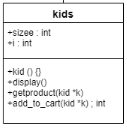 kids
+sizee : int
+i : int
+kid () {}
+display()
+getproduct(kid *k)
+add_to_cart(kid *k) ; int